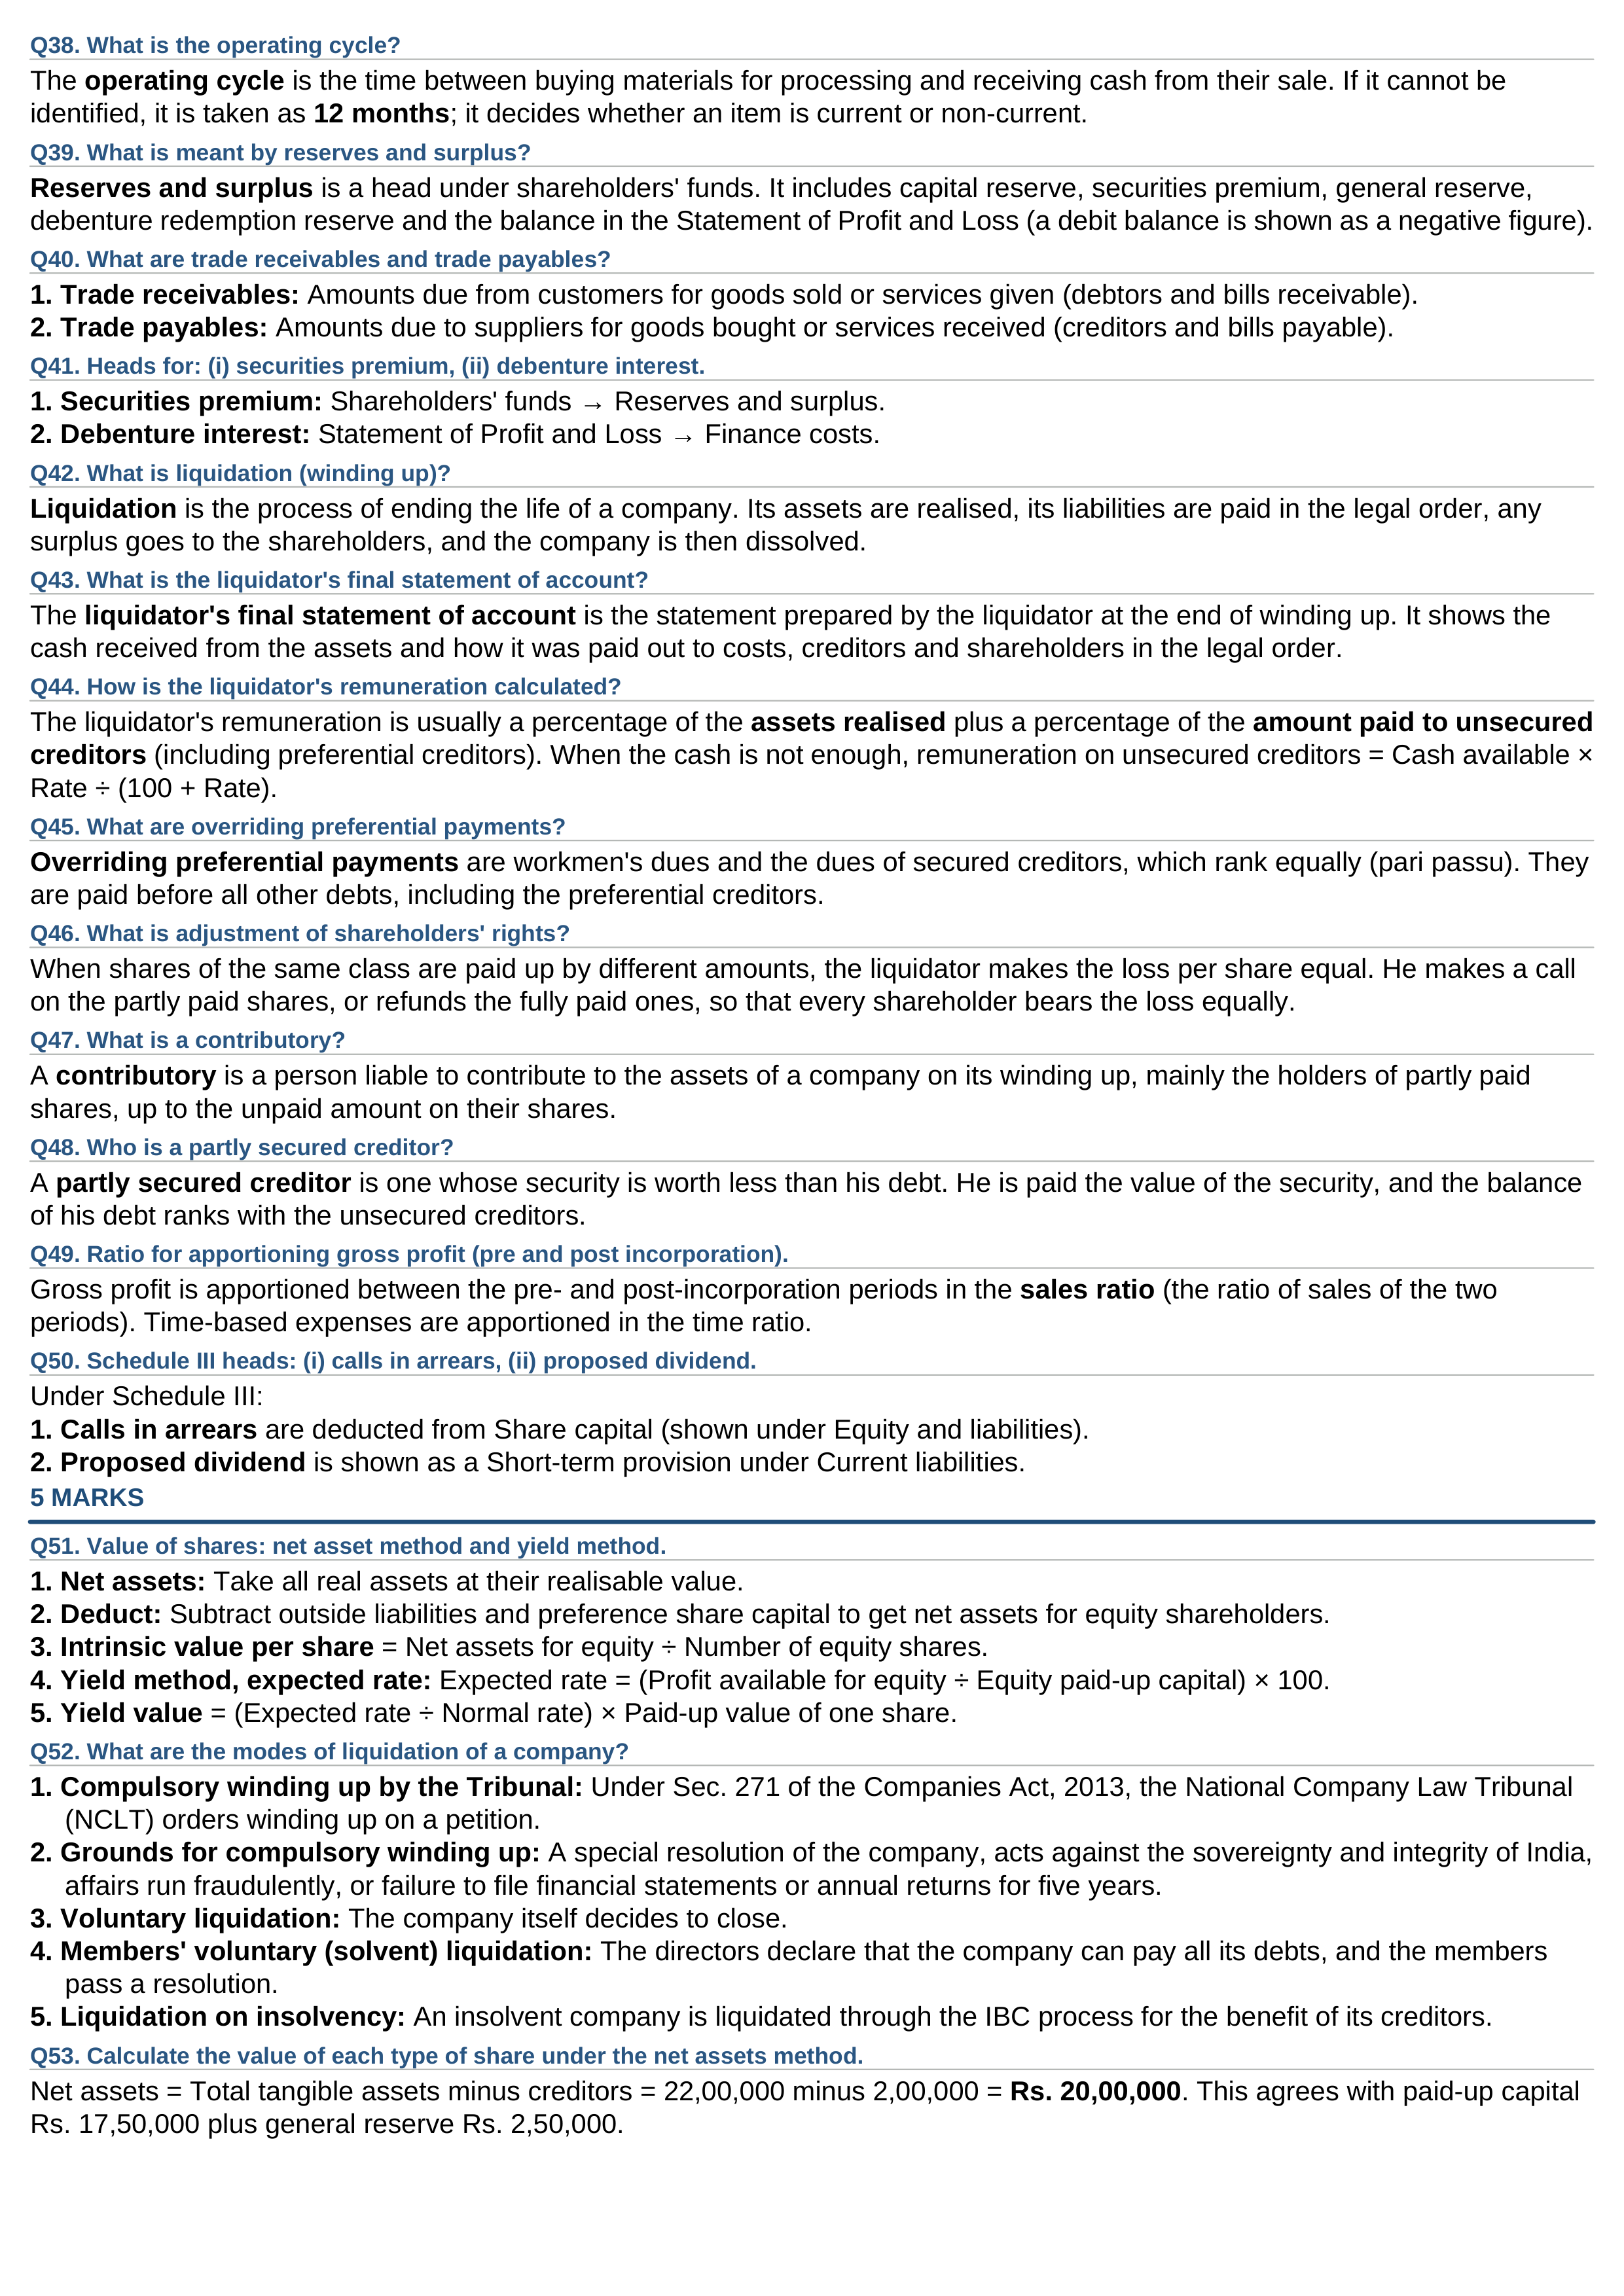 Q38. What is the operating cycle?
The operating cycle is the time between buying materials for processing and receiving cash from their sale. If it cannot be
identified, it is taken as 12 months; it decides whether an item is current or non-current.
Q39. What is meant by reserves and surplus?
Reserves and surplus is a head under shareholders' funds. It includes capital reserve, securities premium, general reserve,
debenture redemption reserve and the balance in the Statement of Profit and Loss (a debit balance is shown as a negative figure).
Q40. What are trade receivables and trade payables?
1. Trade receivables: Amounts due from customers for goods sold or services given (debtors and bills receivable).
2. Trade payables: Amounts due to suppliers for goods bought or services received (creditors and bills payable).
Q41. Heads for: (i) securities premium, (ii) debenture interest.
1. Securities premium: Shareholders' funds → Reserves and surplus.
2. Debenture interest: Statement of Profit and Loss → Finance costs.
Q42. What is liquidation (winding up)?
Liquidation is the process of ending the life of a company. Its assets are realised, its liabilities are paid in the legal order, any
surplus goes to the shareholders, and the company is then dissolved.
Q43. What is the liquidator's final statement of account?
The liquidator's final statement of account is the statement prepared by the liquidator at the end of winding up. It shows the
cash received from the assets and how it was paid out to costs, creditors and shareholders in the legal order.
Q44. How is the liquidator's remuneration calculated?
The liquidator's remuneration is usually a percentage of the assets realised plus a percentage of the amount paid to unsecured
creditors (including preferential creditors). When the cash is not enough, remuneration on unsecured creditors = Cash available ×
Rate ÷ (100 + Rate).
Q45. What are overriding preferential payments?
Overriding preferential payments are workmen's dues and the dues of secured creditors, which rank equally (pari passu). They
are paid before all other debts, including the preferential creditors.
Q46. What is adjustment of shareholders' rights?
When shares of the same class are paid up by different amounts, the liquidator makes the loss per share equal. He makes a call
on the partly paid shares, or refunds the fully paid ones, so that every shareholder bears the loss equally.
Q47. What is a contributory?
A contributory is a person liable to contribute to the assets of a company on its winding up, mainly the holders of partly paid
shares, up to the unpaid amount on their shares.
Q48. Who is a partly secured creditor?
A partly secured creditor is one whose security is worth less than his debt. He is paid the value of the security, and the balance
of his debt ranks with the unsecured creditors.
Q49. Ratio for apportioning gross profit (pre and post incorporation).
Gross profit is apportioned between the pre- and post-incorporation periods in the sales ratio (the ratio of sales of the two
periods). Time-based expenses are apportioned in the time ratio.
Q50. Schedule III heads: (i) calls in arrears, (ii) proposed dividend.
Under Schedule III:
1. Calls in arrears are deducted from Share capital (shown under Equity and liabilities).
2. Proposed dividend is shown as a Short-term provision under Current liabilities.
5 MARKS
Q51. Value of shares: net asset method and yield method.
1. Net assets: Take all real assets at their realisable value.
2. Deduct: Subtract outside liabilities and preference share capital to get net assets for equity shareholders.
3. Intrinsic value per share = Net assets for equity ÷ Number of equity shares.
4. Yield method, expected rate: Expected rate = (Profit available for equity ÷ Equity paid-up capital) × 100.
5. Yield value = (Expected rate ÷ Normal rate) × Paid-up value of one share.
Q52. What are the modes of liquidation of a company?
1. Compulsory winding up by the Tribunal: Under Sec. 271 of the Companies Act, 2013, the National Company Law Tribunal
(NCLT) orders winding up on a petition.
2. Grounds for compulsory winding up: A special resolution of the company, acts against the sovereignty and integrity of India,
affairs run fraudulently, or failure to file financial statements or annual returns for five years.
3. Voluntary liquidation: The company itself decides to close.
4. Members' voluntary (solvent) liquidation: The directors declare that the company can pay all its debts, and the members
pass a resolution.
5. Liquidation on insolvency: An insolvent company is liquidated through the IBC process for the benefit of its creditors.
Q53. Calculate the value of each type of share under the net assets method.
Net assets = Total tangible assets minus creditors = 22,00,000 minus 2,00,000 = Rs. 20,00,000. This agrees with paid-up capital
Rs. 17,50,000 plus general reserve Rs. 2,50,000.